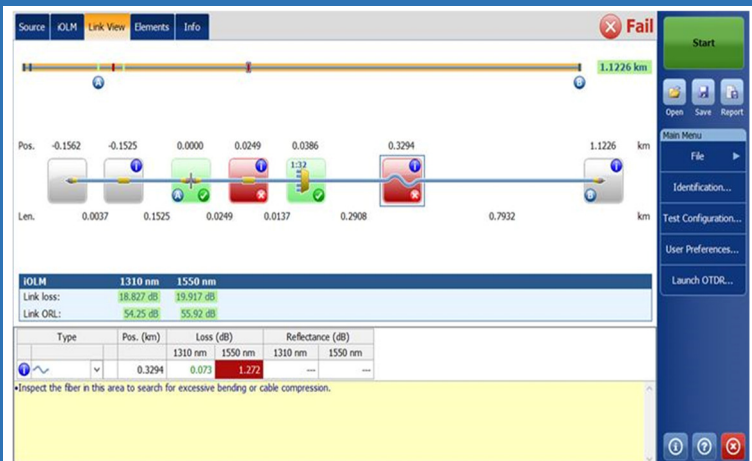 Source iOLM Link View Elements Info Fail
Start
1.1226 km
A B
Open Save Report
Main Menu
File
Identification...
Test Configuration...
User Preferences...
Launch OTDR...
Pos. -0.1562 -0.1525 0.0000 0.0249 0.0386 0.3294 1.1226 km
1:32
A B
Len. 0.0037 0.1525 0.0249 0.0137 0.2908 0.7932 km
iOLM 1310 nm 1550 nm
Link loss: 18.827 dB 19.917 dB
Link ORL: 54.25 dB 55.92 dB
Type Pos. (km) Loss (dB) Reflectance (dB)
1310 nm 1550 nm 1310 nm 1550 nm
0.3294 0.073 1.272 --- ---
•Inspect the fiber in this area to search for excessive bending or cable compression.